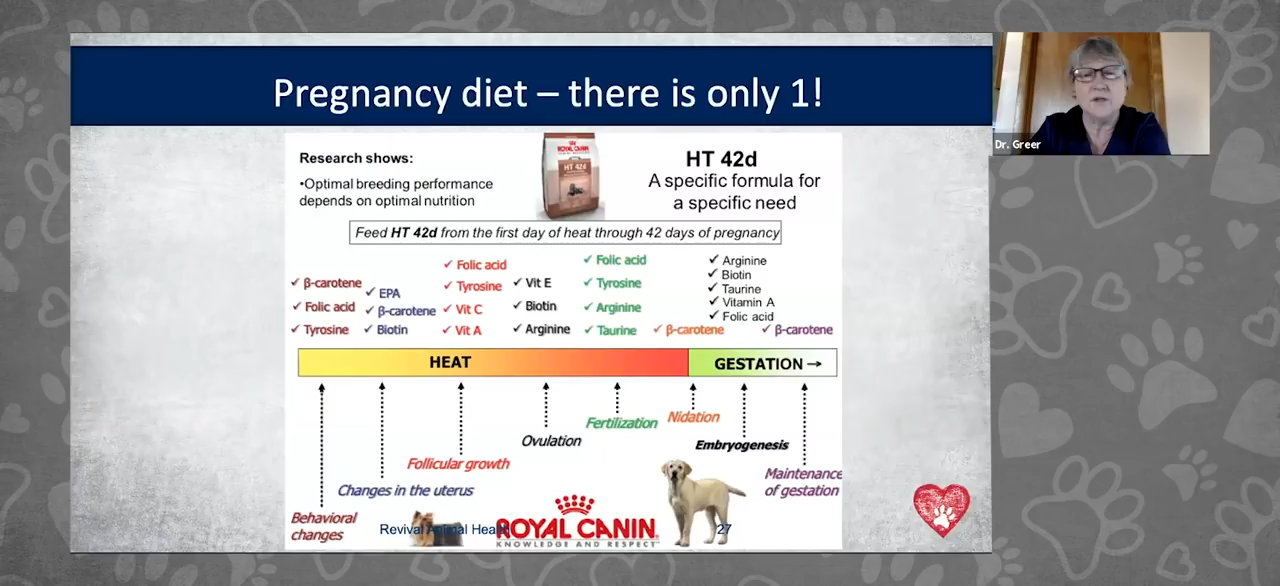 Pregnancy diet – there is only 1!
Dr. Greer
Research shows:
•Optimal breeding performance
depends on optimal nutrition
ROYAL CANIN
HT 42d
HT 42d
A specific formula for
a specific need
Feed HT 42d from the first day of heat through 42 days of pregnancy
✓ β-carotene
✓ Folic acid
✓ Tyrosine
✓ EPA
✓ β-carotene
✓ Biotin
✓ Folic acid
✓ Tyrosine
✓ Vit C
✓ Vit A
✓ Vit E
✓ Biotin
✓ Arginine
✓ Folic acid
✓ Tyrosine
✓ Arginine
✓ Taurine
✓ β-carotene
✓ Arginine
✓ Biotin
✓ Taurine
✓ Vitamin A
✓ Folic acid
✓ β-carotene
HEAT
GESTATION →
Behavioral
changes
Changes in the uterus
Follicular growth
Ovulation
Fertilization
Nidation
Embryogenesis
Maintenance
of gestation
Revival Animal Health
ROYAL CANIN
KNOWLEDGE AND RESPECT
27